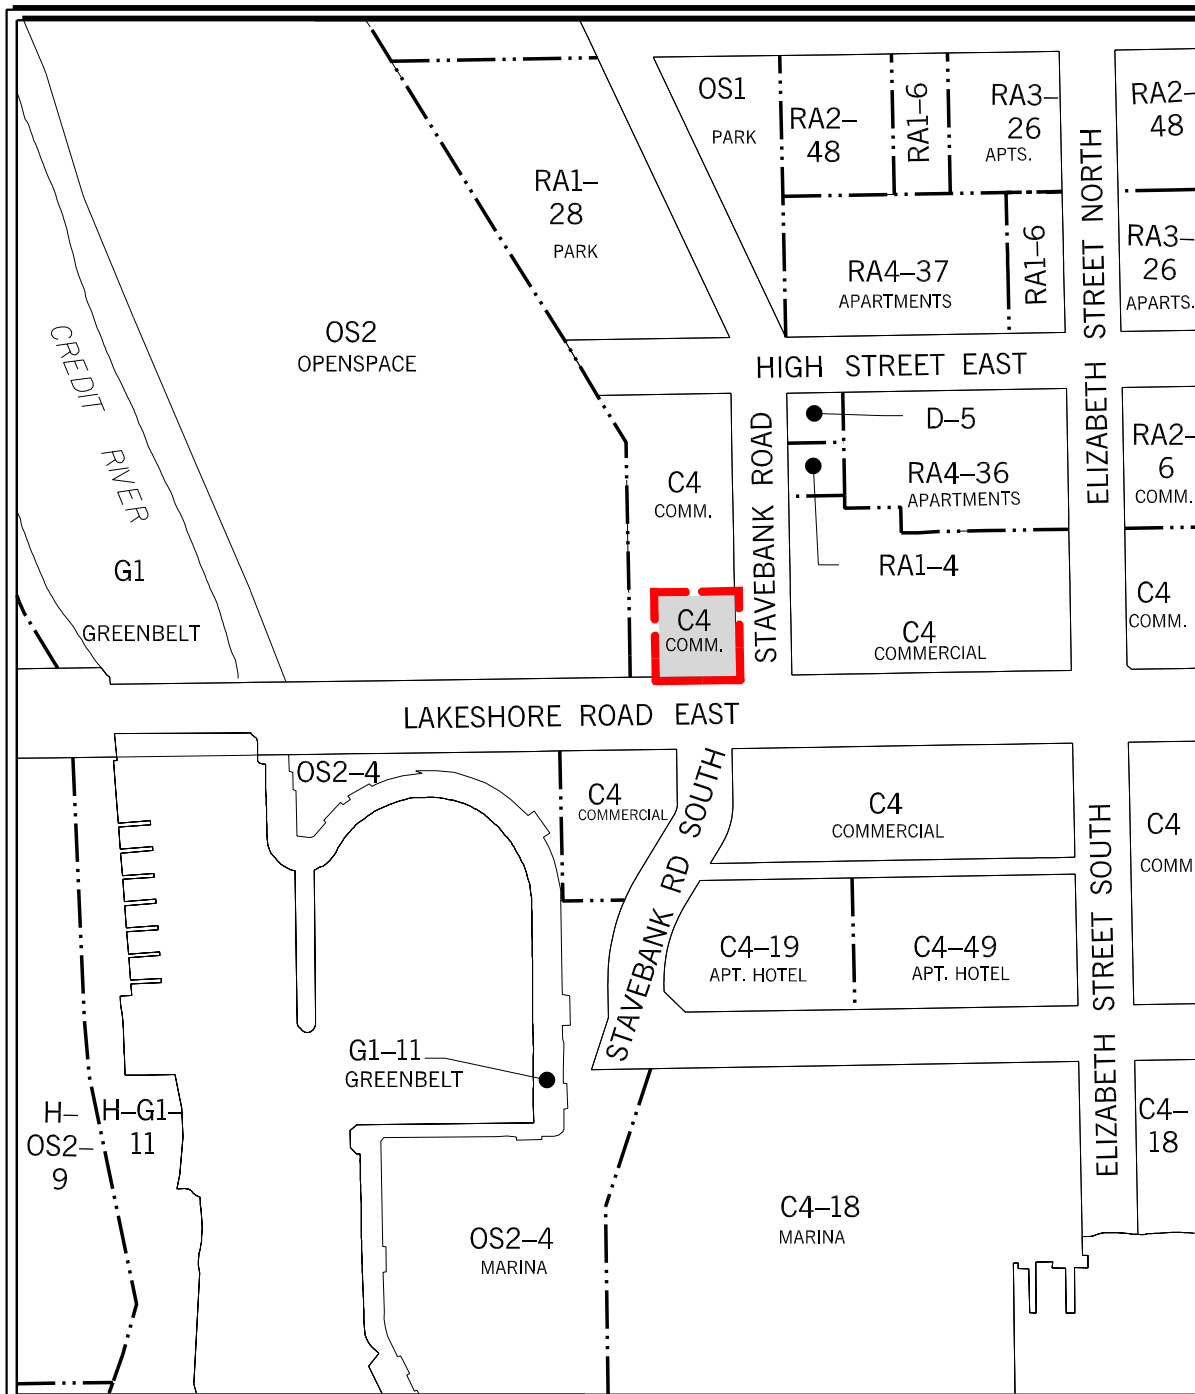 OS1
PARK
RA2–
48
RA1–6
RA3–
26
APTS.
RA2–
48
RA1–
28
PARK
RA4–37
APARTMENTS
RA1–6
ELIZABETH STREET NORTH
RA3–
26
APARTS.
OS2
OPENSPACE
CREDIT RIVER
HIGH STREET EAST
D–5
RA4–36
APARTMENTS
RA2–
6
COMM.
C4
COMM.
STAVEBANK ROAD
RA1–4
G1
GREENBELT
C4
COMM.
C4
COMMERCIAL
C4
COMM.
LAKESHORE ROAD EAST
OS2–4
C4
COMMERCIAL
STAVEBANK RD SOUTH
C4
COMMERCIAL
ELIZABETH STREET SOUTH
C4
COMM
C4–19
APT. HOTEL
C4–49
APT. HOTEL
G1–11
GREENBELT
H–
OS2–
9
H–G1–
11
C4–
18
OS2–4
MARINA
C4–18
MARINA